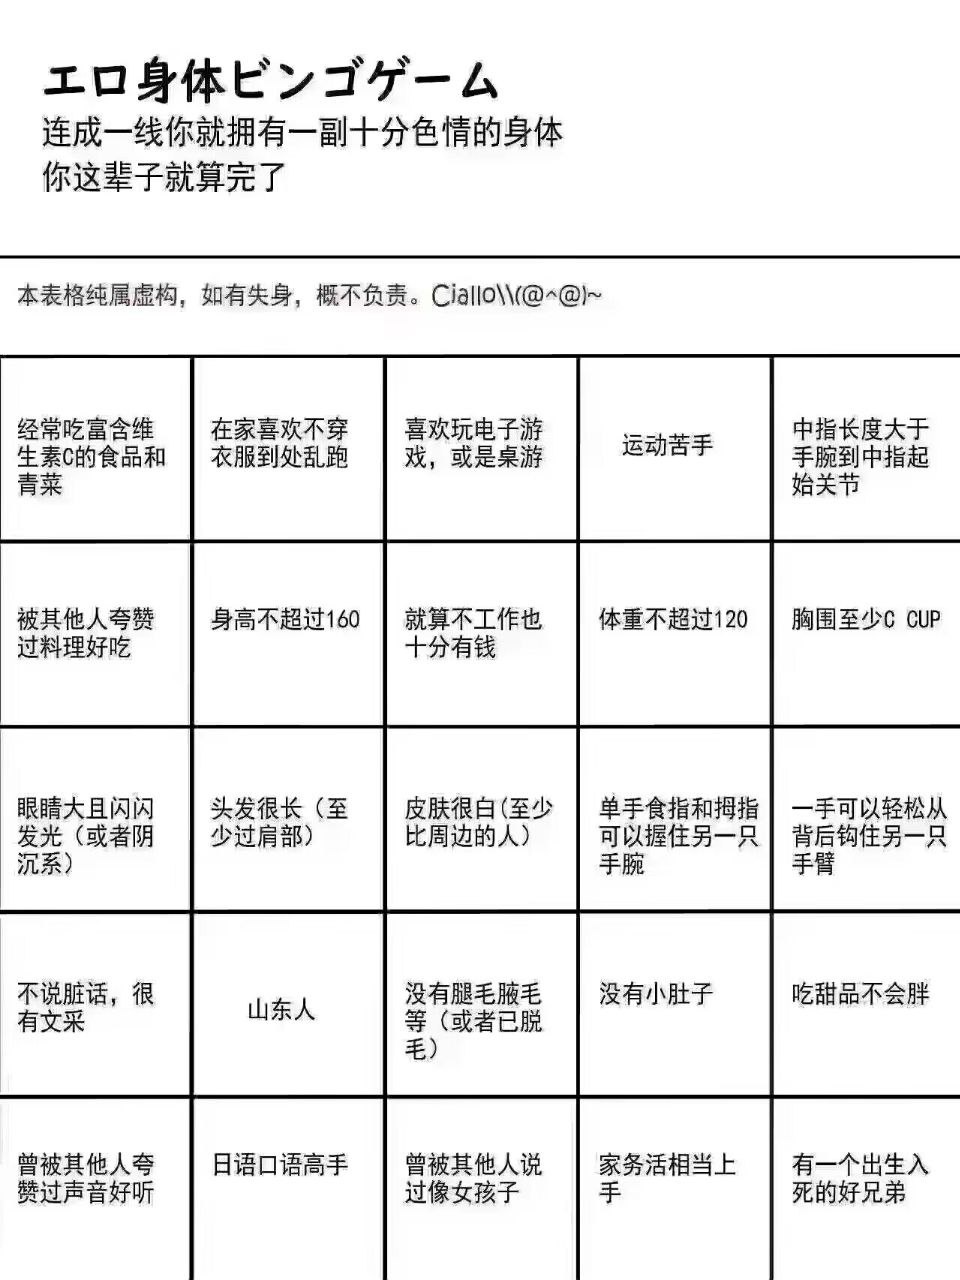 エロ身体ビンゴゲーム
连成一线你就拥有一副十分色情的身体
你这辈子就算完了
本表格纯属虚构，如有失身，概不负责。Ciallo\\(@^@)~
经常吃富含维
生素C的食品和
青菜
在家喜欢不穿
衣服到处乱跑
喜欢玩电子游
戏，或是桌游
运动苦手
中指长度大于
手腕到中指起
始关节
被其他人夸赞
过料理好吃
身高不超过160
就算不工作也
十分有钱
体重不超过120
胸围至少C CUP
眼睛大且闪闪
发光（或者阴
沉系）
头发很长（至
少过肩部）
皮肤很白(至少
比周边的人）
单手食指和拇指
可以握住另一只
手腕
一手可以轻松从
背后钩住另一只
手臂
不说脏话，很
有文采
山东人
没有腿毛腋毛
等（或者已脱
毛）
没有小肚子
吃甜品不会胖
曾被其他人夸
赞过声音好听
日语口语高手
曾被其他人说
过像女孩子
家务活相当上
手
有一个出生入
死的好兄弟